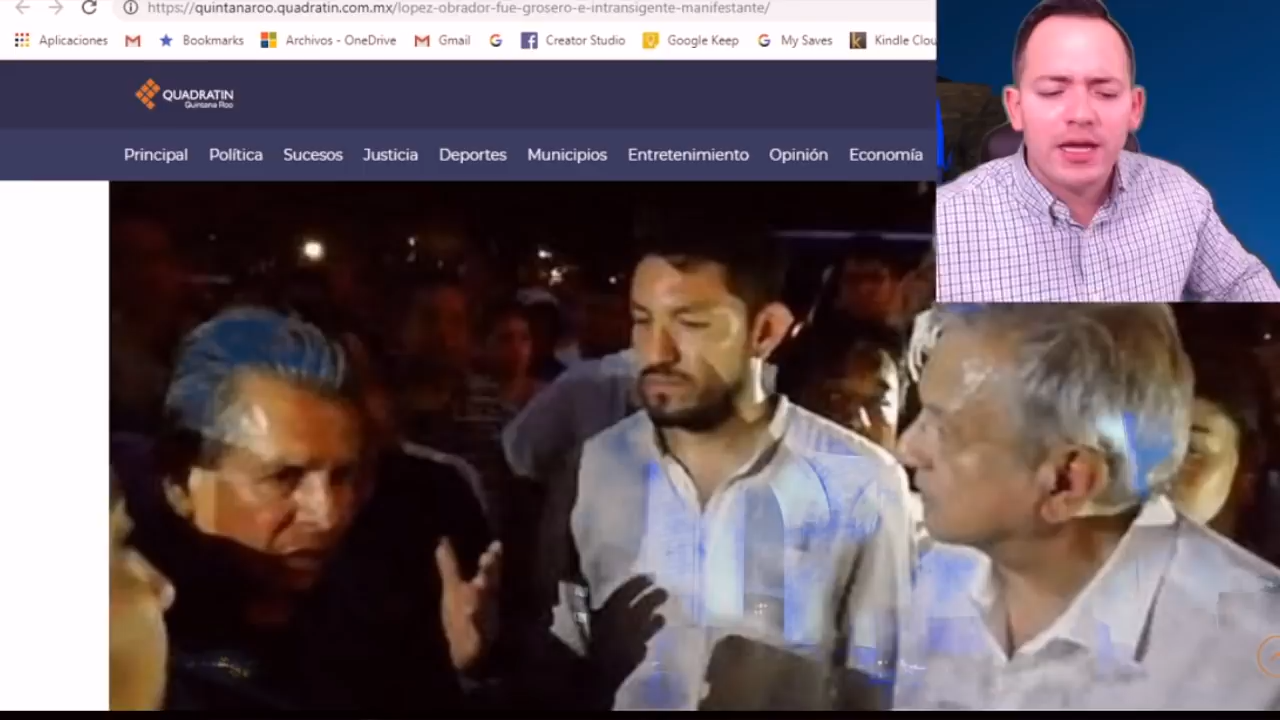 https://quintanaroo.quadratin.com.mx/lopez-obrador-fue-grosero-e-intransigente-manifestante/
Aplicaciones Bookmarks Archivos - OneDrive Gmail Creator Studio Google Keep My Saves Kindle Clou
QUADRATIN
Quintana Roo
Principal Política Sucesos Justicia Deportes Municipios Entretenimiento Opinión Economía